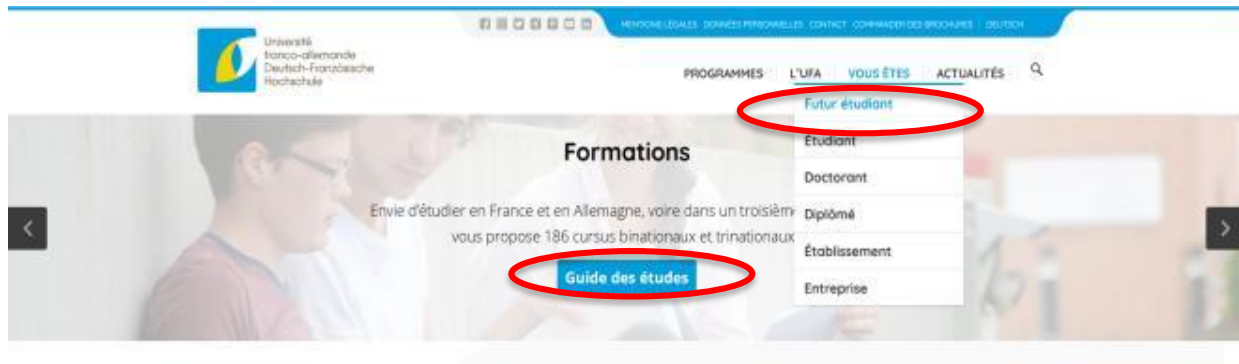 MENTIONS LÉGALES DONNÉES PERSONNELLES CONTACT COMMANDER DES BROCHURES DEUTSCH
Université
franco-allemande
Deutsch-Französische
Hochschule
PROGRAMMES L'UFA VOUS ÊTES ACTUALITÉS
Futur étudiant
Étudiant
Doctorant
Diplômé
Établissement
Entreprise
Formations
Envie d'étudier en France et en Allemagne, voire dans un troisièm
vous propose 186 cursus binationaux et trinationaux
Guide des études